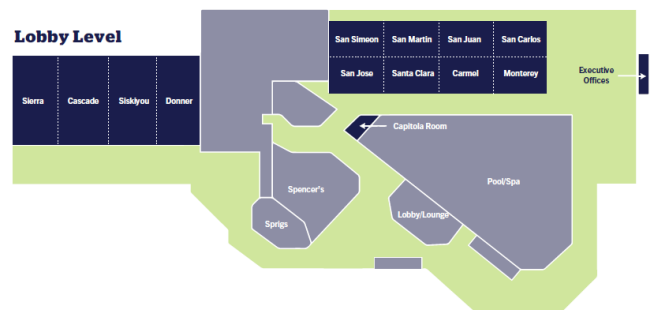 Lobby Level
San Simeon San Martin San Juan San Carlos
San Jose Santa Clara Carmel Monterey
Executive
Offices
Sierra Cascade Siskiyou Donner
Capitola Room
Spencer's
Pool/Spa
Lobby/Lounge
Sprigs